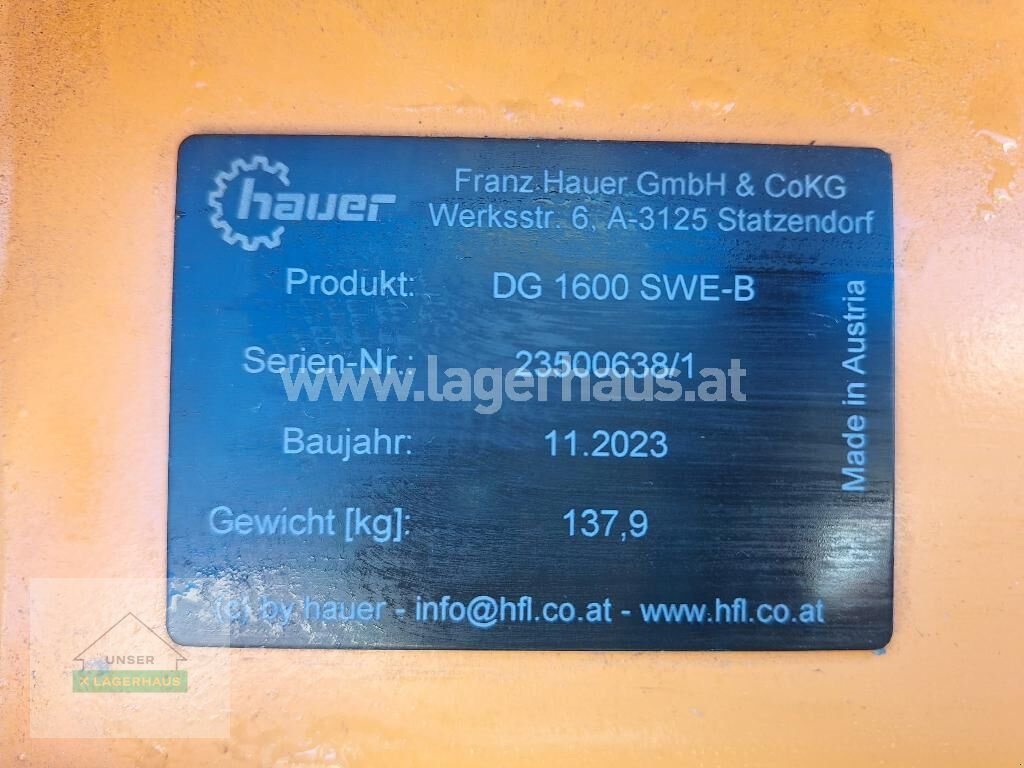 hauer
Franz Hauer GmbH & CoKG
Werksstr. 6, A-3125 Statzendorf
Produkt: DG 1600 SWE-B
Serien-Nr.: 23500638/1
www.lagerhaus.at
Baujahr: 11.2023
Gewicht [kg]: 137,9
Made in Austria
(c) by hauer - info@hfl.co.at - www.hfl.co.at
UNSER
X LAGERHAUS